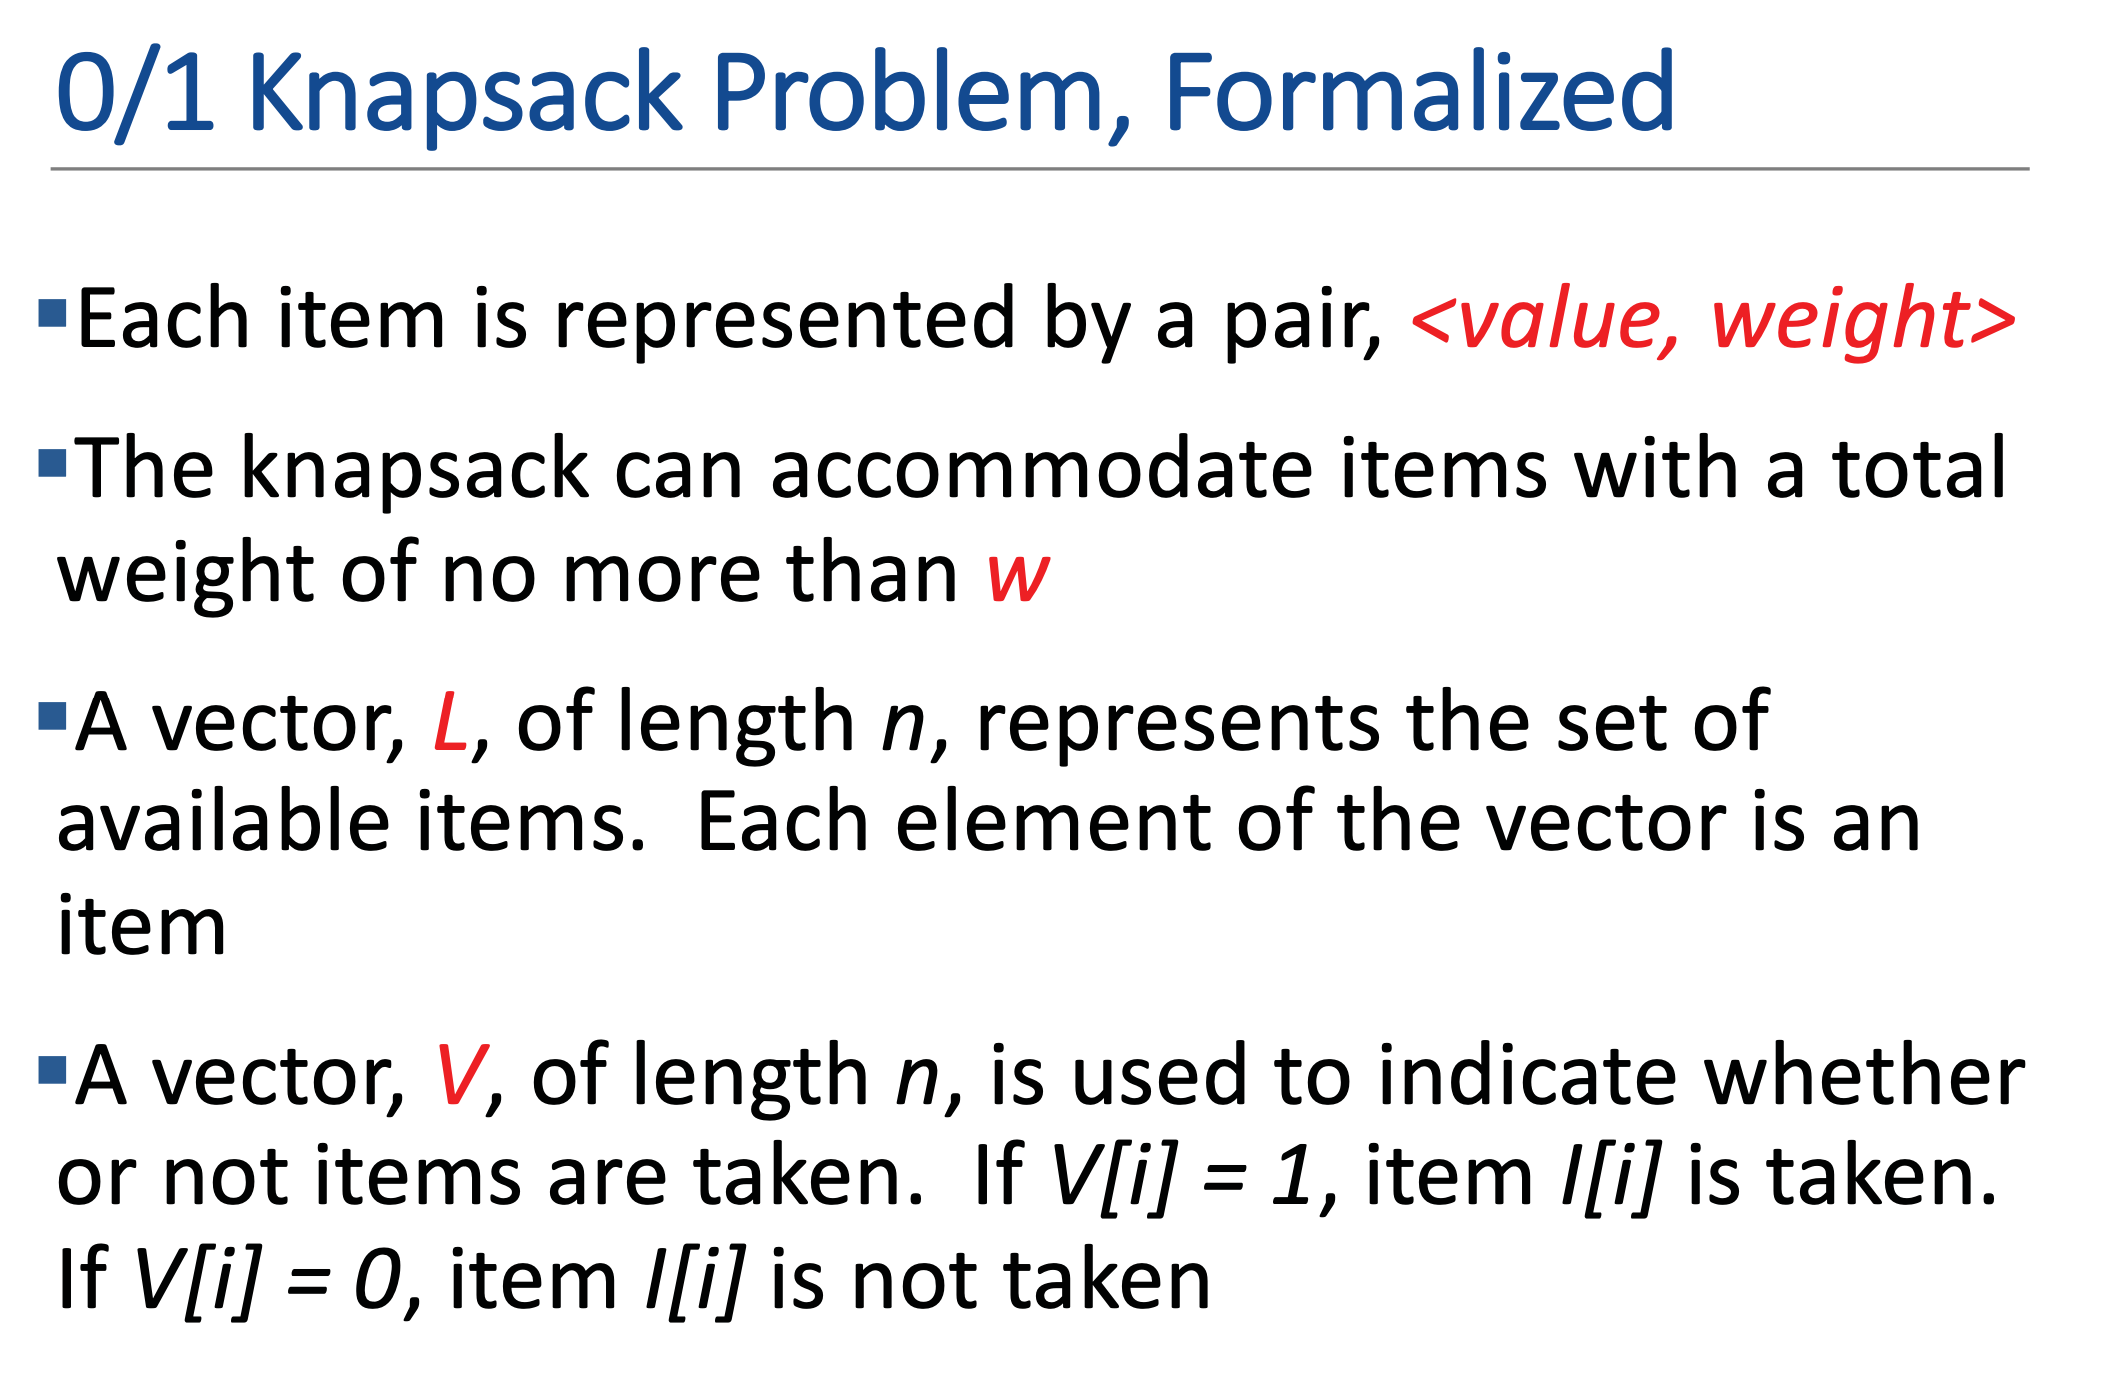 0/1 Knapsack Problem, Formalized
▪Each item is represented by a pair, <value, weight>
▪The knapsack can accommodate items with a total
weight of no more than w
▪A vector, L, of length n, represents the set of
available items.  Each element of the vector is an
item
▪A vector, V, of length n, is used to indicate whether
or not items are taken.  If V[i] = 1, item I[i] is taken.
If V[i] = 0, item I[i] is not taken